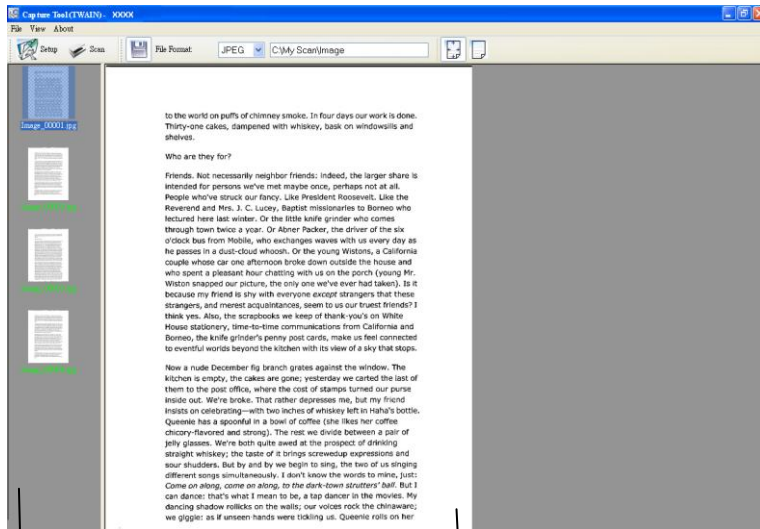 Capture Tool(TWAIN) -  XXXX
File  View  About
Setup  Scan  File Format:  JPEG  C:\My Scan\Image
Image_00001.jpg
to the world on puffs of chimney smoke. In four days our work is done.
Thirty-one cakes, dampened with whiskey, bask on windowsills and
shelves.
Who are they for?
Friends. Not necessarily neighbor friends: indeed, the larger share is
intended for persons we've met maybe once, perhaps not at all.
People who've struck our fancy. Like President Roosevelt. Like the
Reverend and Mrs. J. C. Lucey, Baptist missionaries to Borneo who
lectured here last winter. Or the little knife grinder who comes
through town twice a year. Or Abner Packer, the driver of the six
o'clock bus from Mobile, who exchanges waves with us every day as
he passes in a dust-cloud whoosh. Or the young Wistons, a California
couple whose car one afternoon broke down outside the house and
who spent a pleasant hour chatting with us on the porch (young Mr.
Wiston snapped our picture, the only one we've ever had taken). Is it
because my friend is shy with everyone except strangers that these
strangers, and merest acquaintances, seem to us our truest friends? I
think yes. Also, the scrapbooks we keep of thank-you's on White
House stationery, time-to-time communications from California and
Borneo, the knife grinder's penny post cards, make us feel connected
to eventful worlds beyond the kitchen with its view of a sky that stops.
Now a nude December fig branch grates against the window. The
kitchen is empty, the cakes are gone; yesterday we carted the last of
them to the post office, where the cost of stamps turned our purse
inside out. We're broke. That rather depresses me, but my friend
insists on celebrating—with two inches of whiskey left in Haha's bottle.
Queenie has a spoonful in a bowl of coffee (she likes her coffee
chicory-flavored and strong). The rest we divide between a pair of
jelly glasses. We're both quite awed at the prospect of drinking
straight whiskey; the taste of it brings screwedup expressions and
sour shudders. But by and by we begin to sing, the two of us singing
different songs simultaneously. I don't know the words to mine, just:
Come on along, come on along, to the dark-town strutters' ball. But I
can dance: that's what I mean to be, a tap dancer in the movies. My
dancing shadow rollicks on the walls; our voices rock the chinaware;
we giggle: as if unseen hands were tickling us. Queenie rolls on her